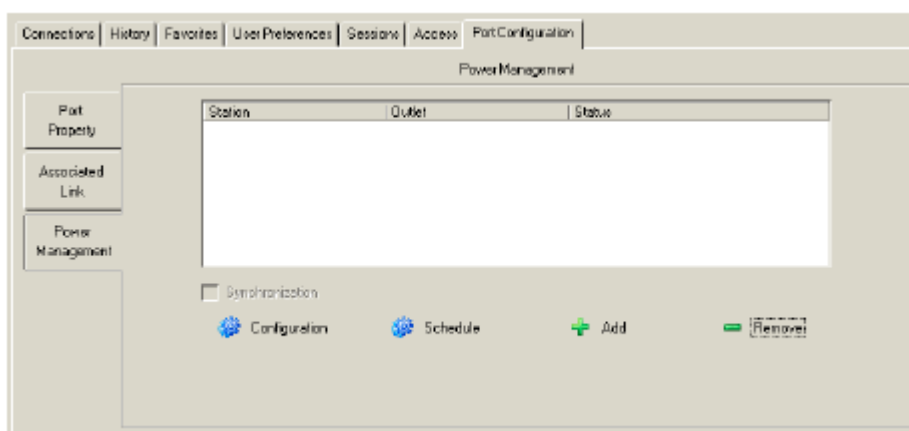 Connections History Favorites User Preferences Sessions Access Port Configuration
Power Management
Port
Property
Associated
Link
Power
Management
Station Outlet Status
Synchronization
Configuration Schedule Add Remove